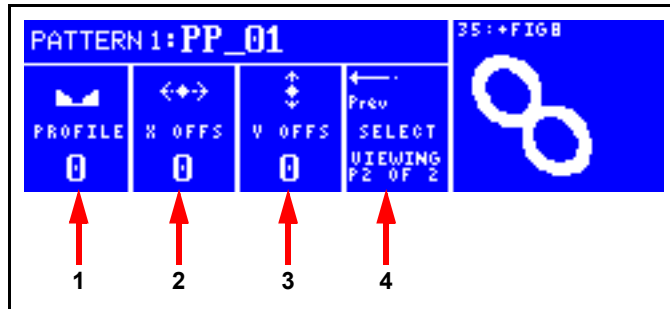 PATTERN 1:PP_01
35:+FIG8
Prev
PROFILE X OFFS Y OFFS SELECT
0 0 0 VIEWING
P2 OF 2
1 2 3 4